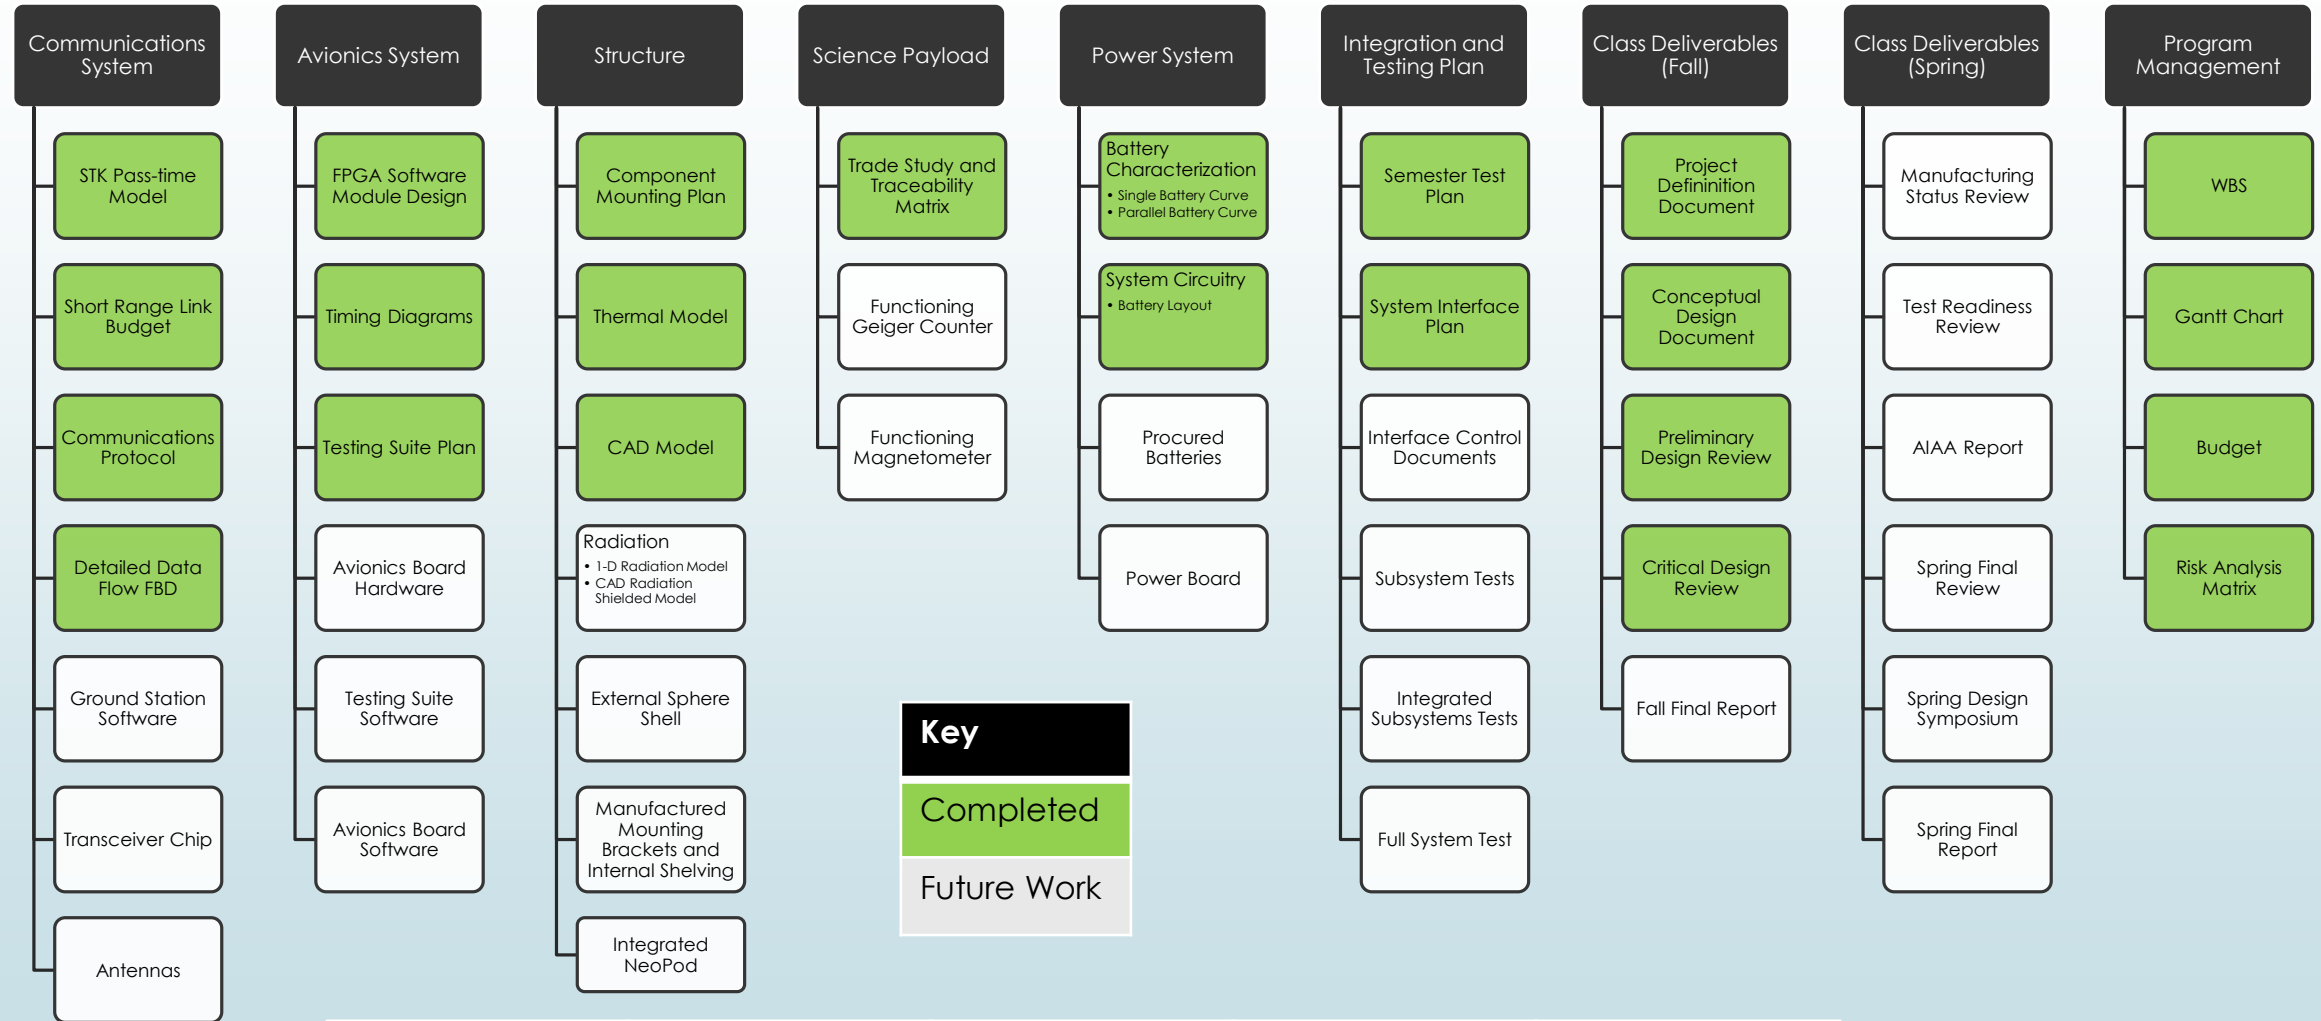 Communications
System
STK Pass-time
Model
Short Range Link
Budget
Communications
Protocol
Detailed Data
Flow FBD
Ground Station
Software
Transceiver Chip
Antennas
Avionics System
FPGA Software
Module Design
Timing Diagrams
Testing Suite Plan
Avionics Board
Hardware
Testing Suite
Software
Avionics Board
Software
Structure
Component
Mounting Plan
Thermal Model
CAD Model
Radiation
• 1-D Radiation Model
• CAD Radiation
Shielded Model
External Sphere
Shell
Manufactured
Mounting
Brackets and
Internal Shelving
Integrated
NeoPod
Science Payload
Trade Study and
Traceability
Matrix
Functioning
Geiger Counter
Functioning
Magnetometer
Power System
Battery
Characterization
• Single Battery Curve
• Parallel Battery Curve
System Circuitry
• Battery Layout
Procured
Batteries
Power Board
Integration and
Testing Plan
Semester Test
Plan
System Interface
Plan
Interface Control
Documents
Subsystem Tests
Integrated
Subsystems Tests
Full System Test
Class Deliverables
(Fall)
Project
Defininition
Document
Conceptual
Design
Document
Preliminary
Design Review
Critical Design
Review
Fall Final Report
Class Deliverables
(Spring)
Manufacturing
Status Review
Test Readiness
Review
AIAA Report
Spring Final
Review
Spring Design
Symposium
Spring Final
Report
Program
Management
WBS
Gantt Chart
Budget
Risk Analysis
Matrix
Key
Completed
Future Work